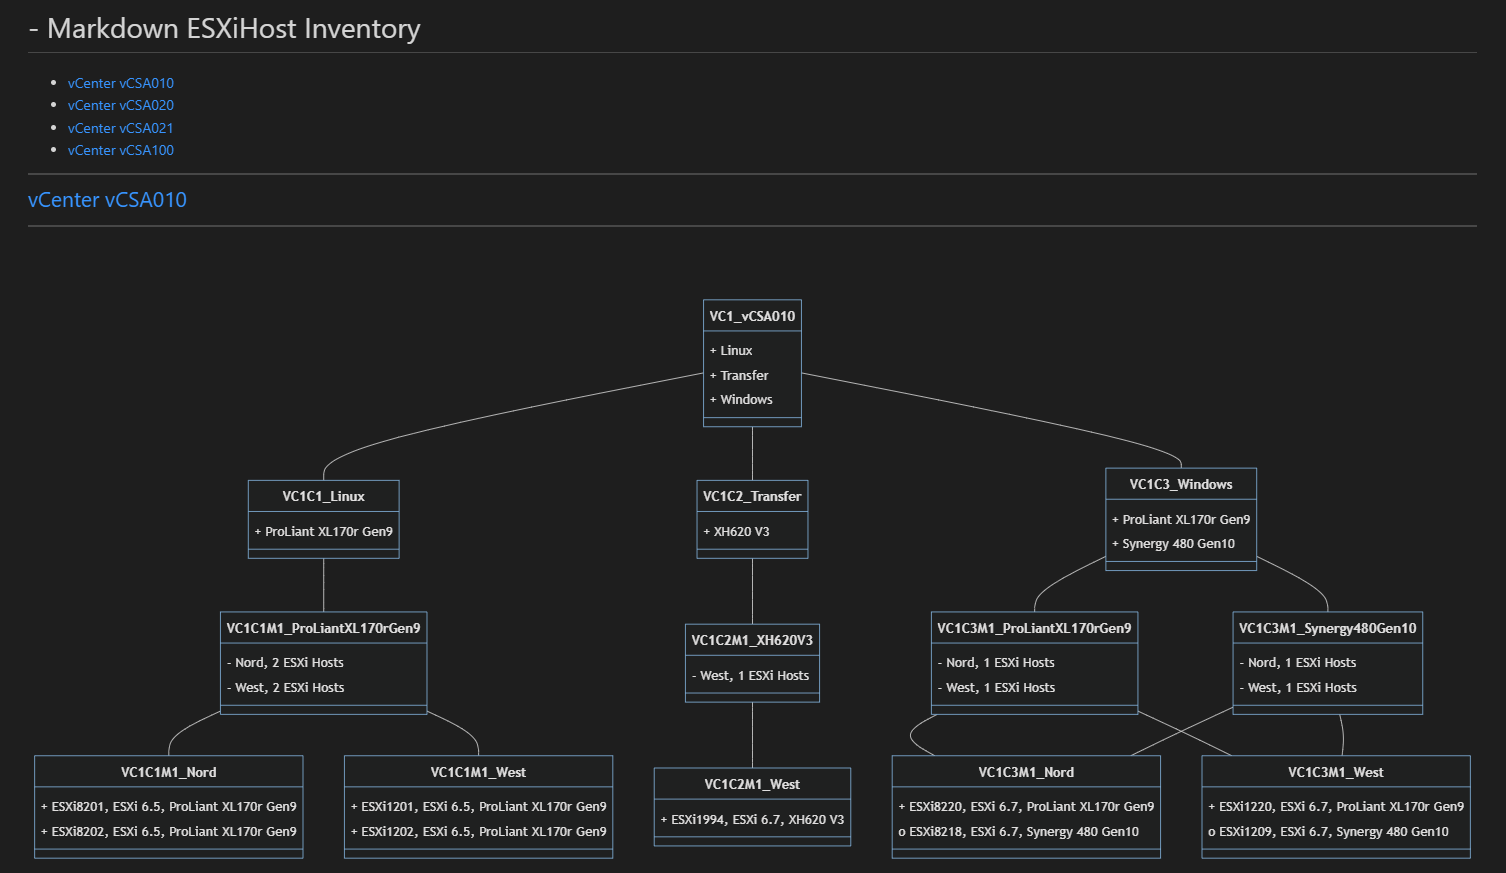 - Markdown ESXiHost Inventory
vCenter vCSA010
vCenter vCSA020
vCenter vCSA021
vCenter vCSA100
vCenter vCSA010
VC1_vCSA010
+ Linux
+ Transfer
+ Windows
VC1C1_Linux
+ ProLiant XL170r Gen9
VC1C2_Transfer
+ XH620 V3
VC1C3_Windows
+ ProLiant XL170r Gen9
+ Synergy 480 Gen10
VC1C1M1_ProLiantXL170rGen9
- Nord, 2 ESXi Hosts
- West, 2 ESXi Hosts
VC1C2M1_XH620V3
- West, 1 ESXi Hosts
VC1C3M1_ProLiantXL170rGen9
- Nord, 1 ESXi Hosts
- West, 1 ESXi Hosts
VC1C3M1_Synergy480Gen10
- Nord, 1 ESXi Hosts
- West, 1 ESXi Hosts
VC1C1M1_Nord
+ ESXi8201, ESXi 6.5, ProLiant XL170r Gen9
+ ESXi8202, ESXi 6.5, ProLiant XL170r Gen9
VC1C1M1_West
+ ESXi1201, ESXi 6.5, ProLiant XL170r Gen9
+ ESXi1202, ESXi 6.5, ProLiant XL170r Gen9
VC1C2M1_West
+ ESXi1994, ESXi 6.7, XH620 V3
VC1C3M1_Nord
+ ESXi8220, ESXi 6.7, ProLiant XL170r Gen9
o ESXi8218, ESXi 6.7, Synergy 480 Gen10
VC1C3M1_West
+ ESXi1220, ESXi 6.7, ProLiant XL170r Gen9
o ESXi1209, ESXi 6.7, Synergy 480 Gen10